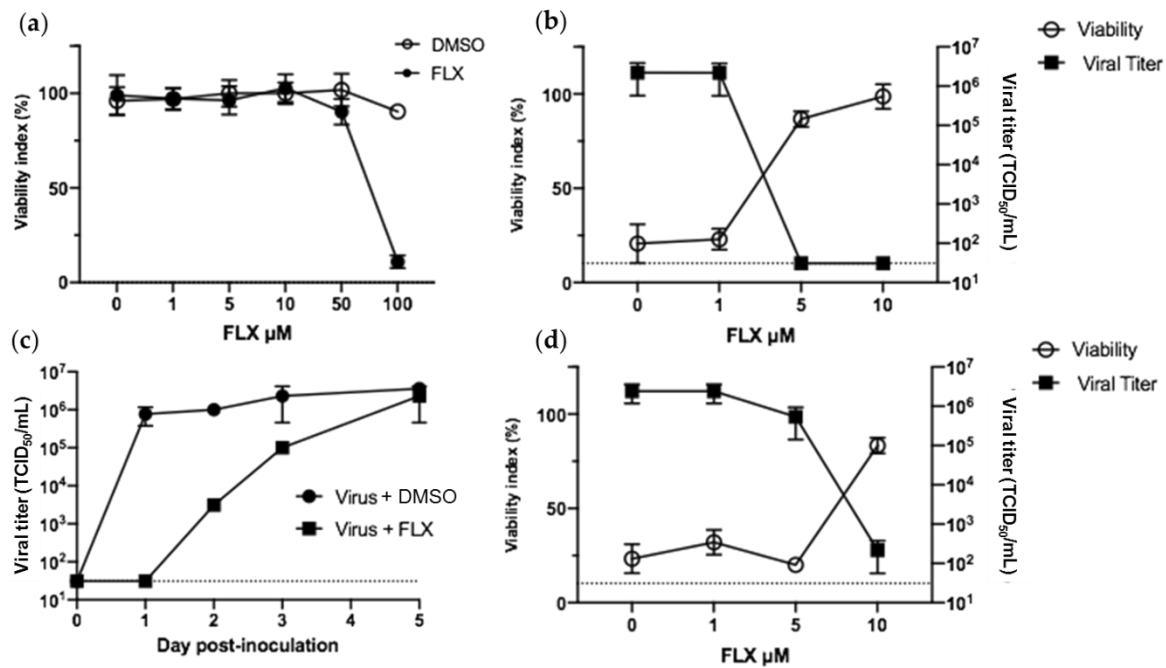 (a)
DMSO
FLX
Viability index (%)
100
50
0
0 1 5 10 50 100
FLX μM
(b)
Viability
Viral Titer
Viability index (%)
100
50
0
Viral titer (TCID₅₀/mL)
10⁷
10⁶
10⁵
10⁴
10³
10²
10¹
0 1 5 10
FLX μM
(c)
Viral titer (TCID₅₀/mL)
10⁷
10⁶
10⁵
10⁴
10³
10²
10¹
Virus + DMSO
Virus + FLX
0 1 2 3 4 5
Day post-inoculation
(d)
Viability
Viral Titer
Viability index (%)
100
50
0
Viral titer (TCID₅₀/mL)
10⁷
10⁶
10⁵
10⁴
10³
10²
10¹
0 1 5 10
FLX μM